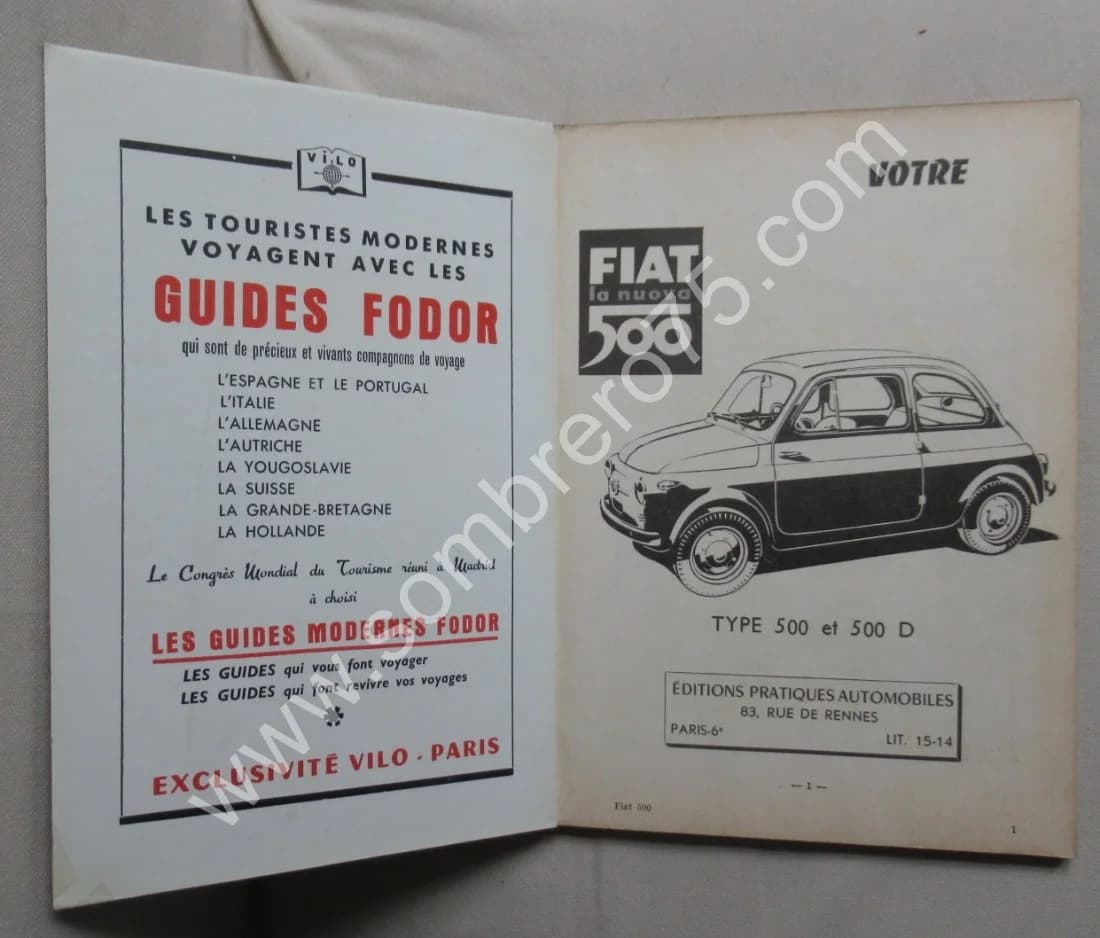 ViLO
LES TOURISTES MODERNES
VOYAGENT AVEC LES
GUIDES FODOR
qui sont de précieux et vivants compagnons de voyage
L'ESPAGNE ET LE PORTUGAL
L'ITALIE
L'ALLEMAGNE
L'AUTRICHE
LA YOUGOSLAVIE
LA SUISSE
LA GRANDE-BRETAGNE
LA HOLLANDE
Le Congrès Mondial du Tourisme réuni à Madrid
à choisi
LES GUIDES MODERNES FODOR
LES GUIDES qui vous font voyager
LES GUIDES qui font revivre vos voyages
EXCLUSIVITÉ VILO - PARIS
VOTRE
FIAT
la nuova
500
TYPE 500 et 500 D
ÉDITIONS PRATIQUES AUTOMOBILES
83, RUE DE RENNES
PARIS-6e
LIT. 15-14
— 1 —
Fiat 500
1
www.sombrero75.com